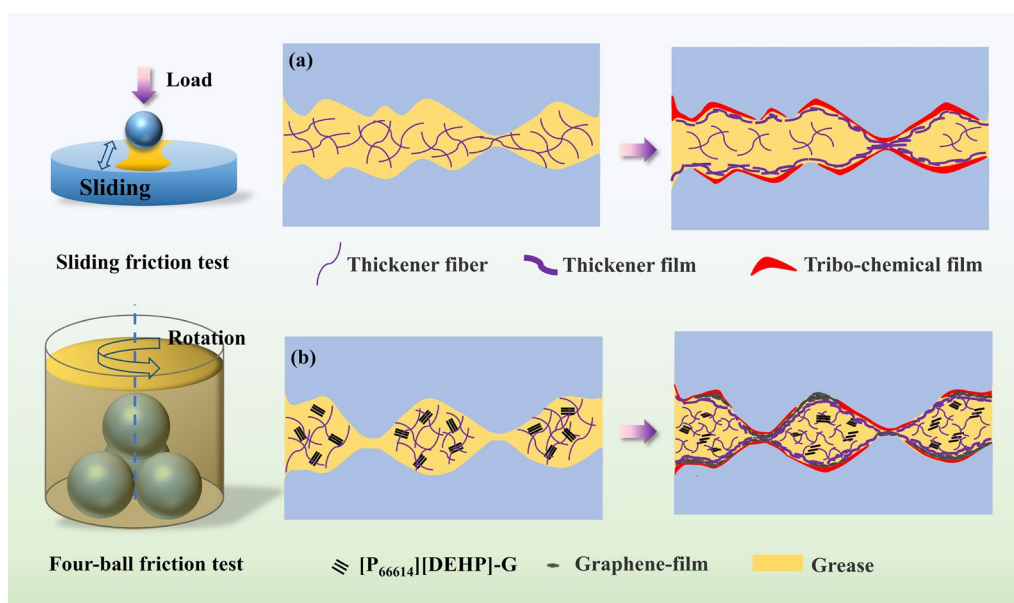 Load
Sliding
Sliding friction test
(a)
Thickener fiber
Thickener film
Tribo-chemical film
Rotation
Four-ball friction test
(b)
[P₆₆₆₁₄][DEHP]-G
Graphene-film
Grease